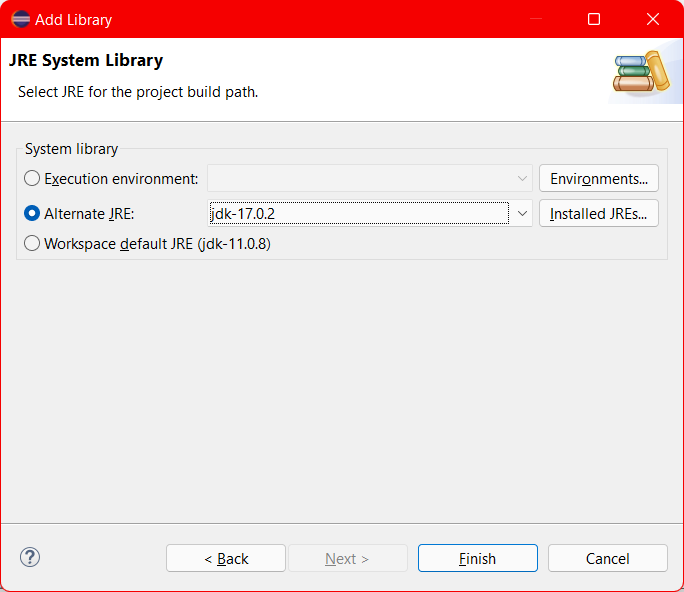 Add Library
JRE System Library
Select JRE for the project build path.
System library
Execution environment:
Environments...
Alternate JRE:
jdk-17.0.2
Installed JREs...
Workspace default JRE (jdk-11.0.8)
?
< Back
Next >
Finish
Cancel